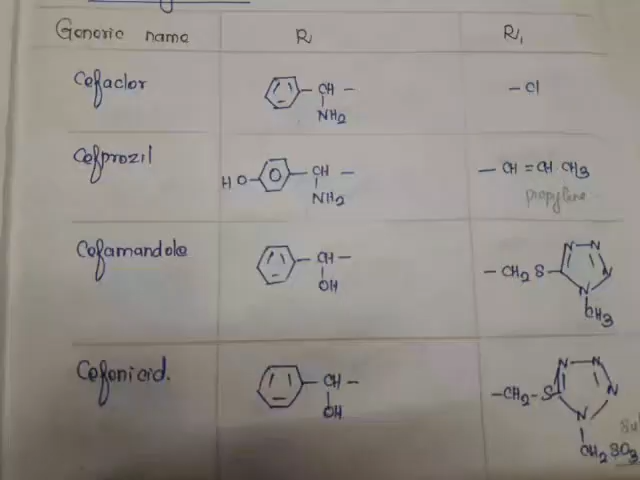 Generic name R R1
Cefaclor CH – – Cl
NH2
Cefprozil HO– CH – – CH = CH. CH3
NH2 propyline
Cefamandole CH – – CH2 S N N N N
OH CH3
Cefonicid. CH – –CH2–S N N N N
OH CH2 SO3